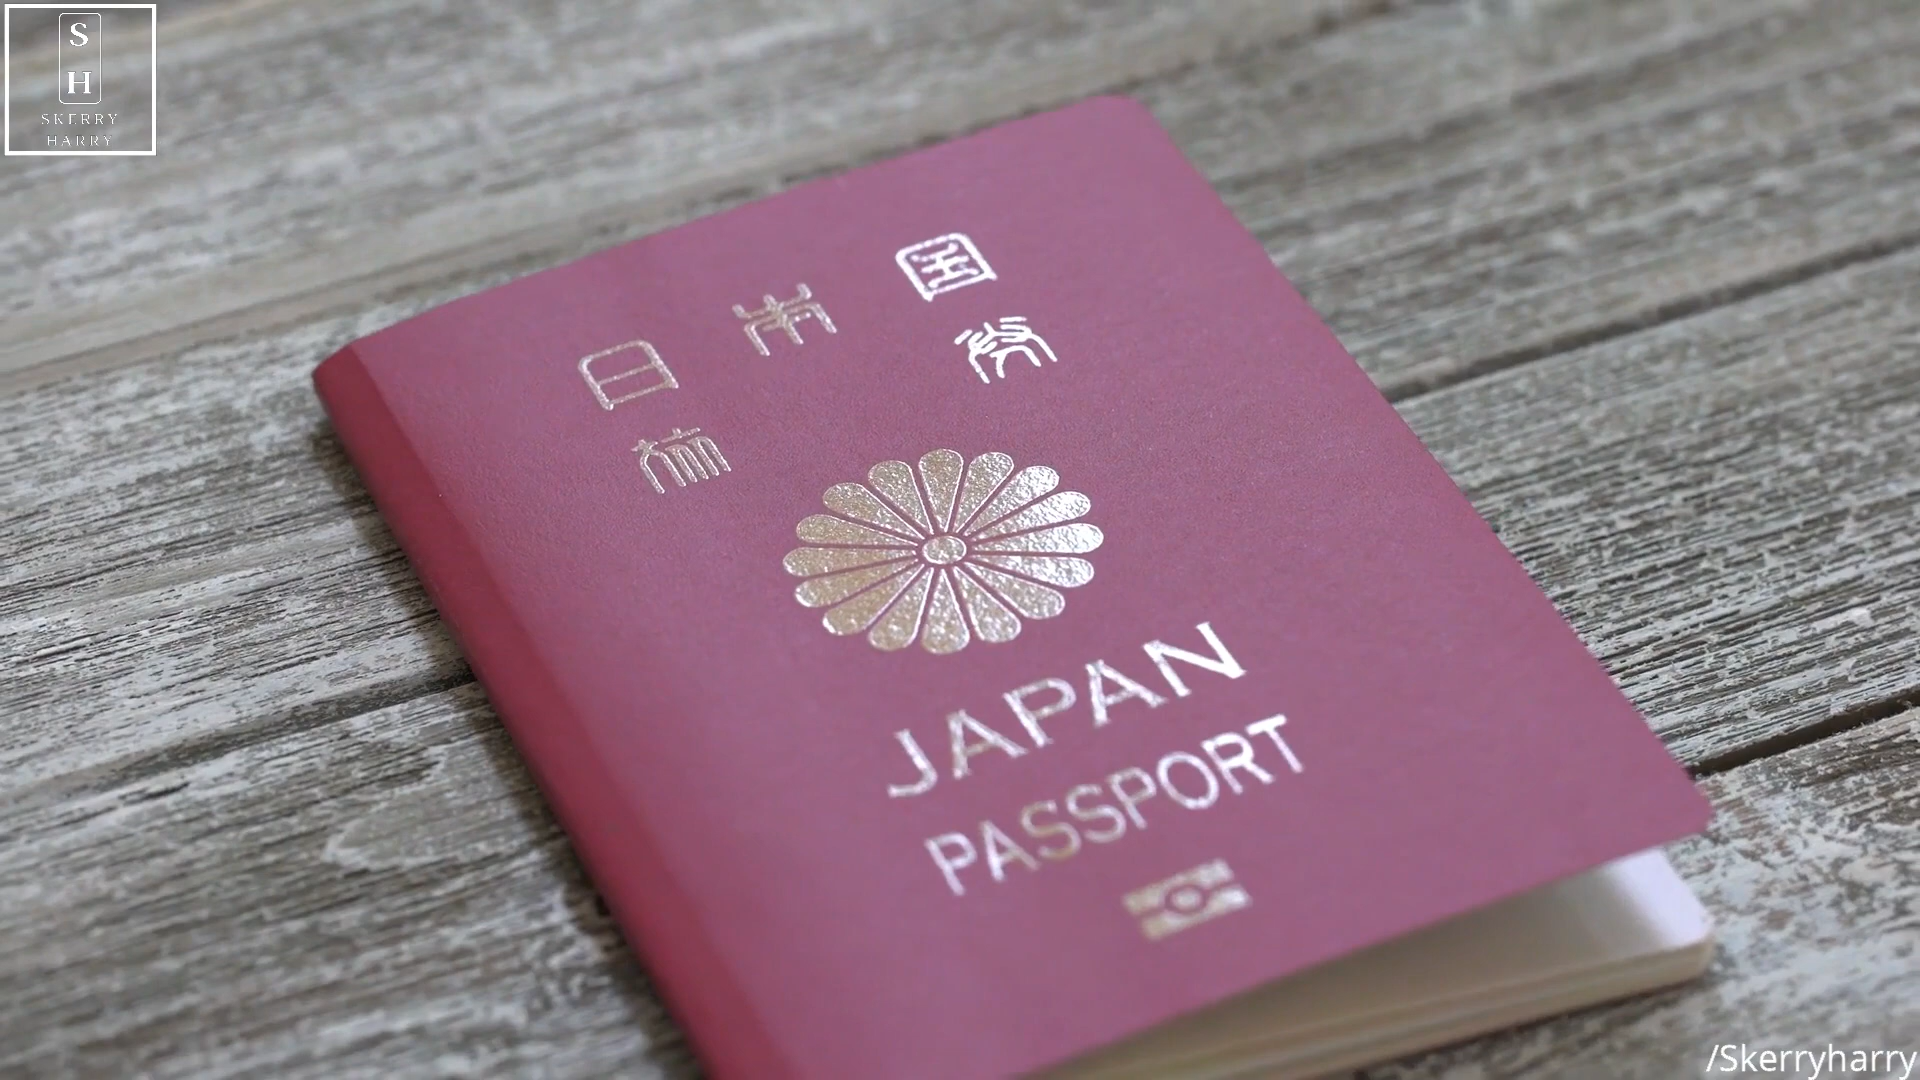 S
H
SKERRY
HARRY
日本国
旅券
JAPAN
PASSPORT
/Skerryharry